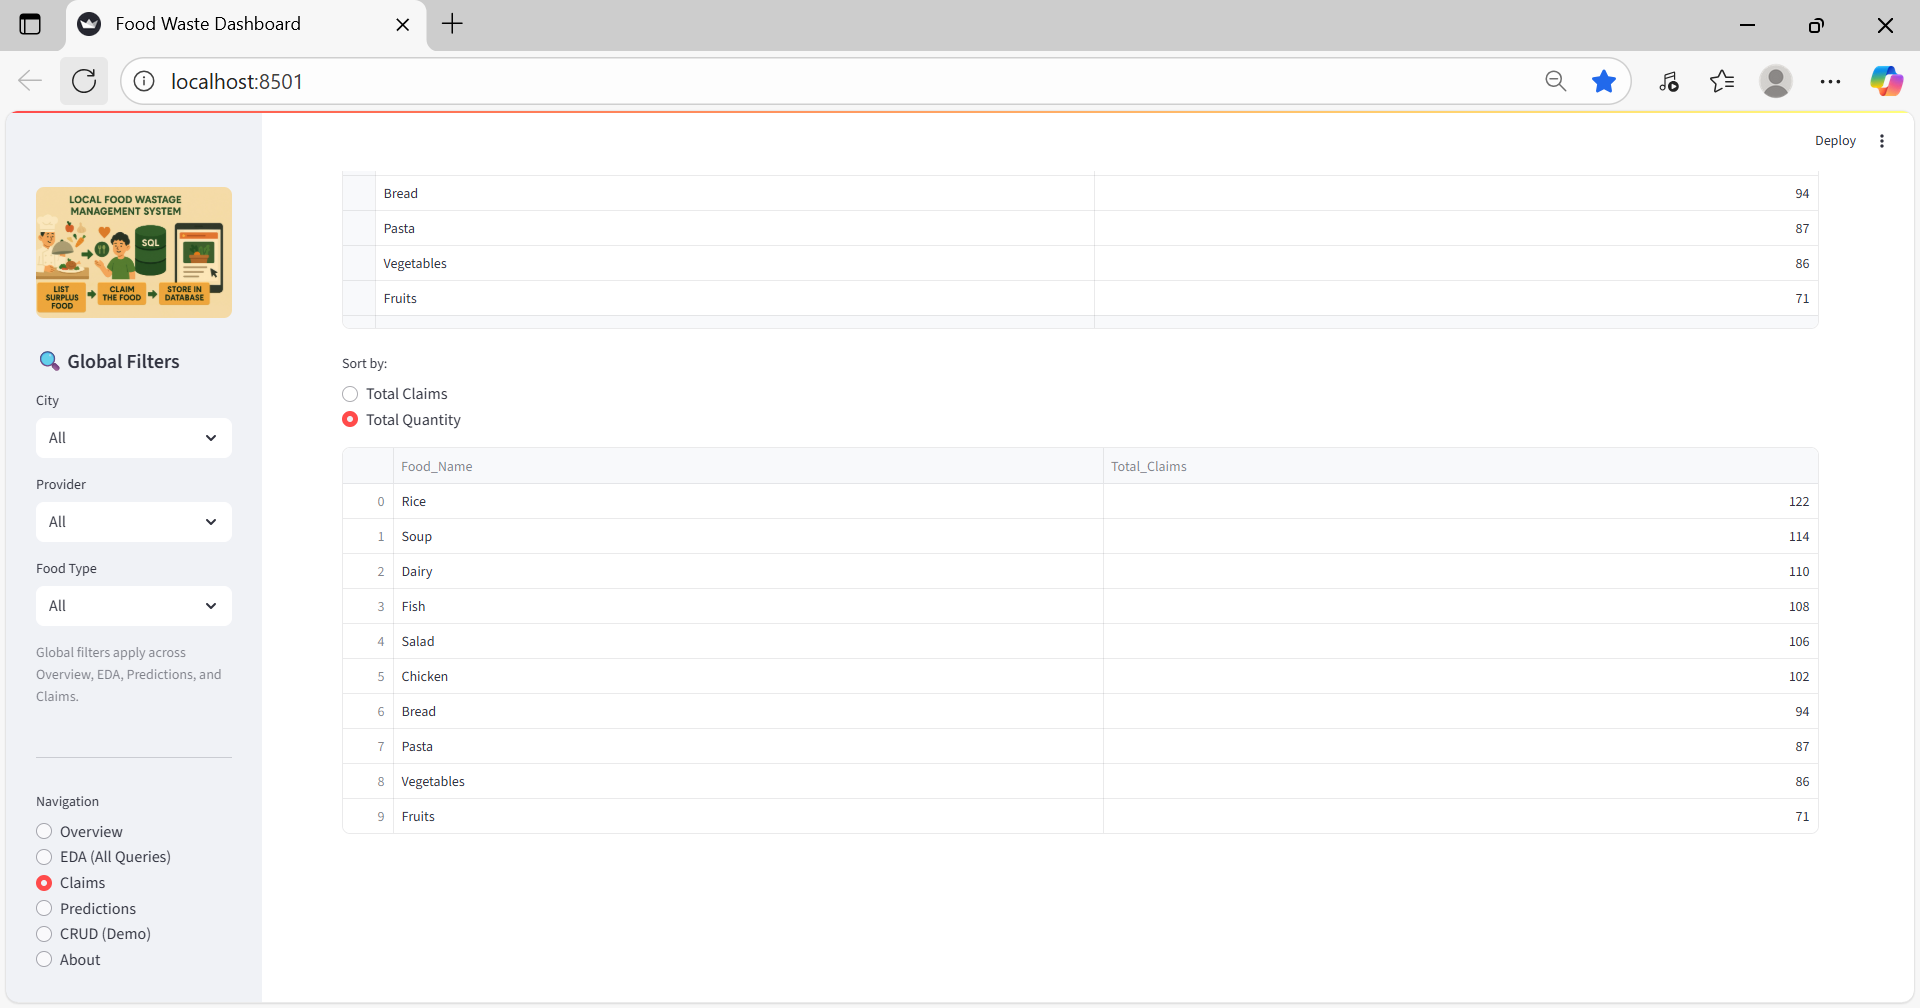 Food Waste Dashboard
localhost:8501
Deploy
LOCAL FOOD WASTAGE
MANAGEMENT SYSTEM
SQL
LIST
SURPLUS
FOOD
CLAIM
THE FOOD
STORE IN
DATABASE
Global Filters
City
All
Provider
All
Food Type
All
Global filters apply across
Overview, EDA, Predictions, and
Claims.
Navigation
Overview
EDA (All Queries)
Claims
Predictions
CRUD (Demo)
About
Bread 94
Pasta 87
Vegetables 86
Fruits 71
Sort by:
Total Claims
Total Quantity
Food_Name Total_Claims
0 Rice 122
1 Soup 114
2 Dairy 110
3 Fish 108
4 Salad 106
5 Chicken 102
6 Bread 94
7 Pasta 87
8 Vegetables 86
9 Fruits 71